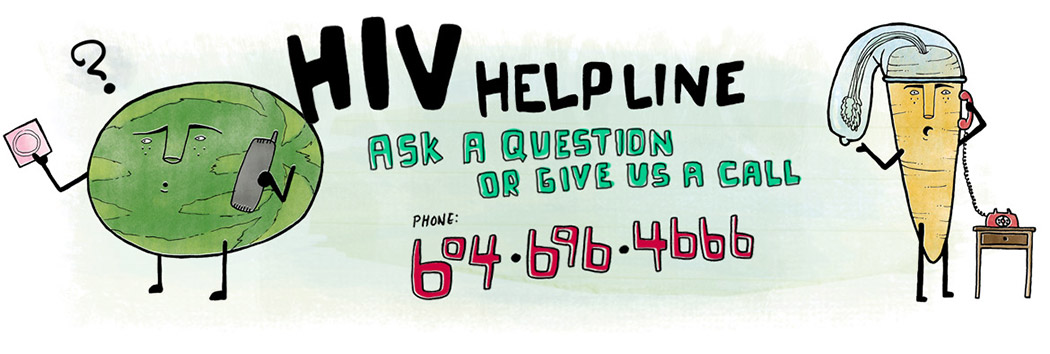 ?
HIV HELPLINE
ASK A QUESTION
OR GIVE US A CALL
PHONE:
604·696·4666